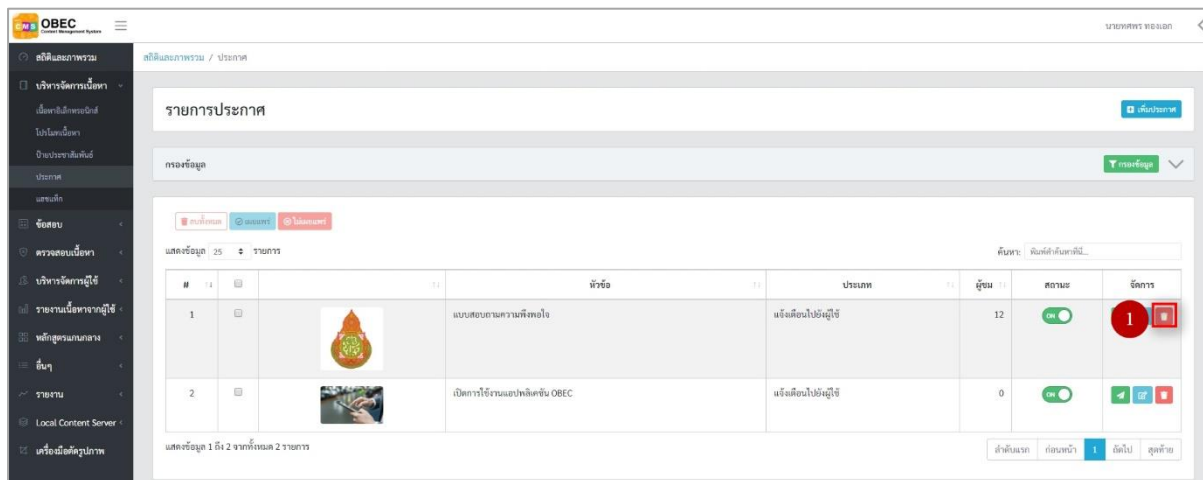 CMS OBEC
Content Management System
นายทศพร ทองเอก
สถิติและภาพรวม
สถิติและภาพรวม / ประกาศ
บริหารจัดการเนื้อหา
เนื้อหาอิเล็กทรอนิกส์
โปรโมทเนื้อหา
ป้ายประชาสัมพันธ์
ประกาศ
แฮชแท็ก
ข้อสอบ
ตรวจสอบเนื้อหา
บริหารจัดการผู้ใช้
รายงานเนื้อหาจากผู้ใช้
หลักสูตรแกนกลาง
อื่นๆ
รายงาน
Local Content Server
เครื่องมือตัดรูปภาพ
รายการประกาศ
เพิ่มประกาศ
กรองข้อมูล
กรองข้อมูล
ลบทั้งหมด เผยแพร่ ไม่เผยแพร่
แสดงข้อมูล 25 รายการ
ค้นหา: พิมพ์คำค้นหาที่นี่...
# หัวข้อ ประเภท ผู้ชม สถานะ จัดการ
1 แบบสอบถามความพึงพอใจ แจ้งเตือนไปยังผู้ใช้ 12 ON 1
2 เปิดการใช้งานแอปพลิเคชัน OBEC แจ้งเตือนไปยังผู้ใช้ 0 ON
แสดงข้อมูล 1 ถึง 2 จากทั้งหมด 2 รายการ
ลำดับแรก ก่อนหน้า 1 ถัดไป สุดท้าย